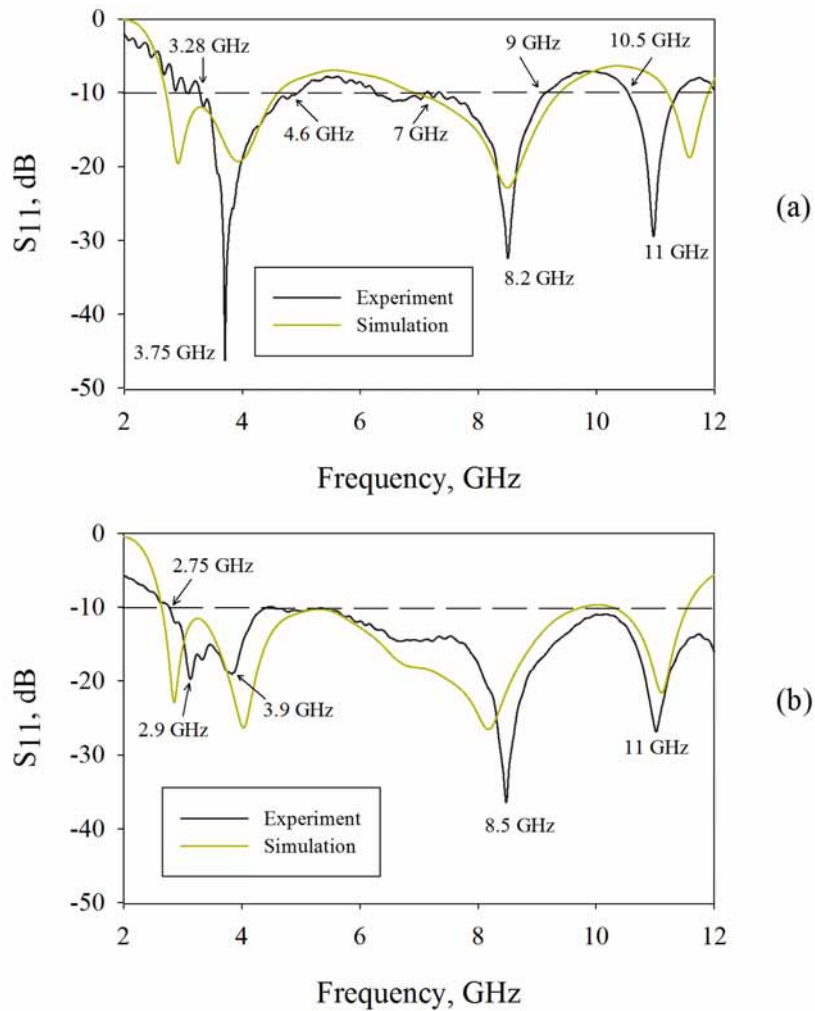 0
-10
-20
-30
-40
-50
S11, dB
3.28 GHz
9 GHz
10.5 GHz
4.6 GHz
7 GHz
8.2 GHz
11 GHz
3.75 GHz
Experiment
Simulation
(a)
2 4 6 8 10 12
Frequency, GHz
0
-10
-20
-30
-40
-50
S11, dB
2.75 GHz
2.9 GHz
3.9 GHz
11 GHz
8.5 GHz
Experiment
Simulation
(b)
2 4 6 8 10 12
Frequency, GHz